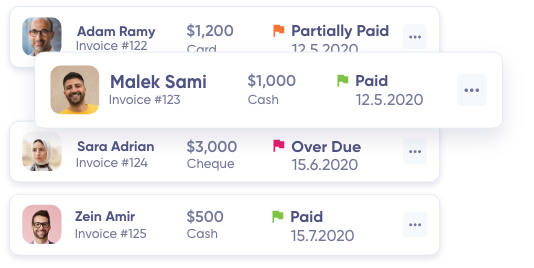 Adam Ramy $1,200 Partially Paid
Invoice #122 Card 12.5.2020
Malek Sami $1,000 Paid
Invoice #123 Cash 12.5.2020
Sara Adrian $3,000 Over Due
Invoice #124 Cheque 15.6.2020
Zein Amir $500 Paid
Invoice #125 Cash 15.7.2020